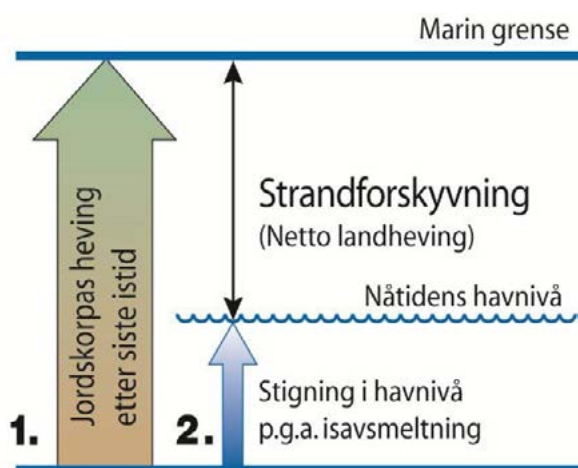 Marin grense
Jordskorpas heving
etter siste istid
Strandforskyvning
(Netto landheving)
Nåtidens havnivå
1.
2.
Stigning i havnivå
p.g.a. isavsmeltning